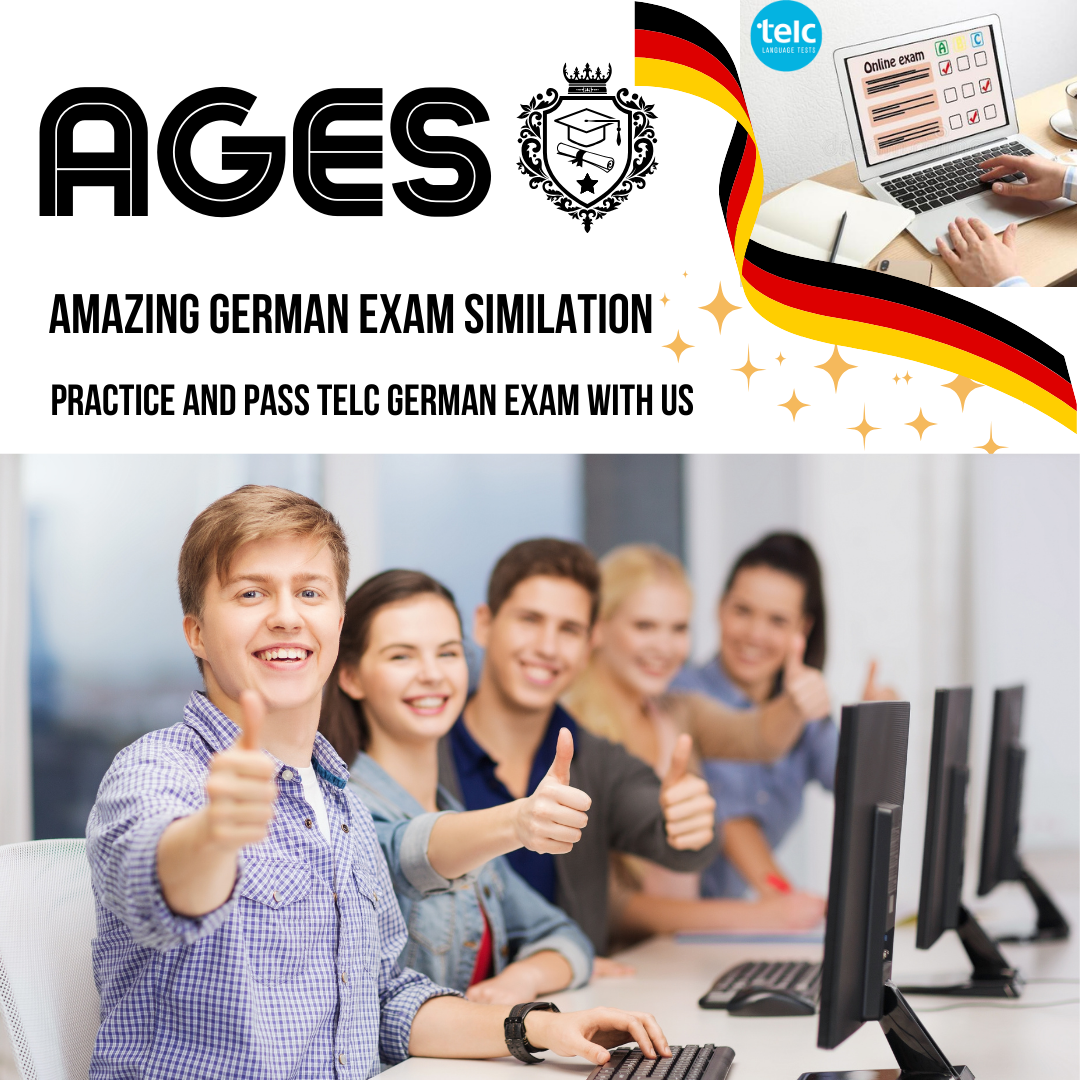 AGES
telc
LANGUAGE TESTS
Online exam
A
C
AMAZING GERMAN EXAM SIMILATION
PRACTICE AND PASS TELC GERMAN EXAM WITH US